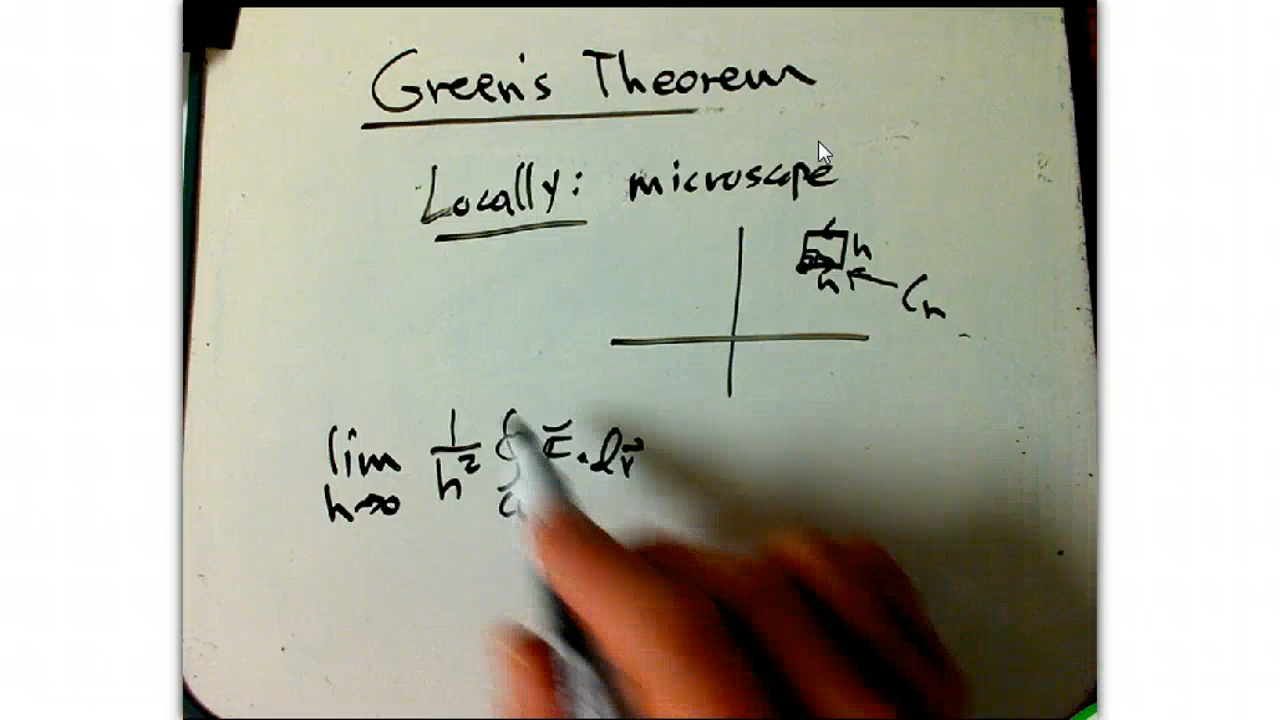 Green's Theorem
Locally: microscope
h
h
C_h
lim h→0 1/h² ∮ F⃗ · dr⃗